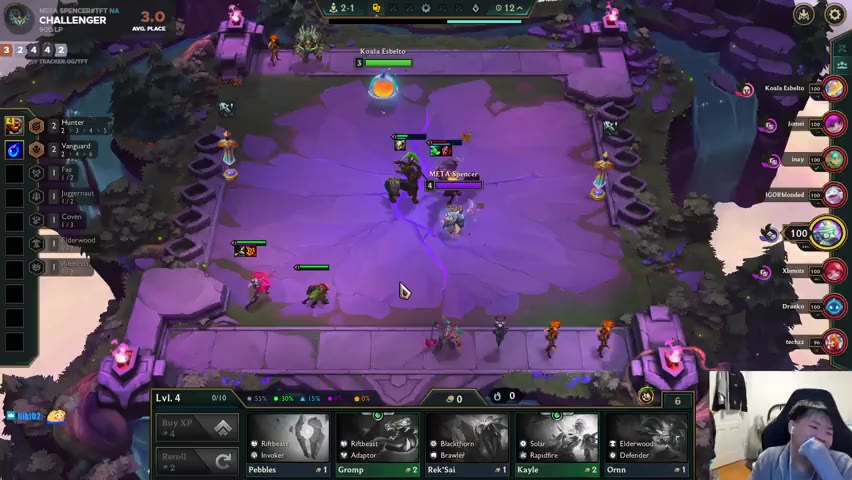 META SPENCER#TFT NA
CHALLENGER
3.0
AVG. PLACE
3 2 4 4 2
2-1
12
Koala Esbelto
3
META Spencer
4
2 Hunter
2 > 3 > 4 > 5
2 Vanguard
2 > 4 > 6
1 Fae
1 / 2
1 Juggernaut
1 / 2
1 Coven
1 / 3
1 Elderwood
Koala Esbelto 100
Jomei 100
inay 100
100
Xbmots 100
Draeko 100
techzz 96
Lvl. 4 0/10
55% 30% 15% 0% 0%
0
0
6
Buy XP
4
Reroll
2
Riftbeast
Invoker
Pebbles 1
Riftbeast
Adaptor
Gromp 2
Blackthorn
Brawler
Rek'Sai 1
Solar
Rapidfire
Kayle 2
Elderwood
Defender
Ornn 1